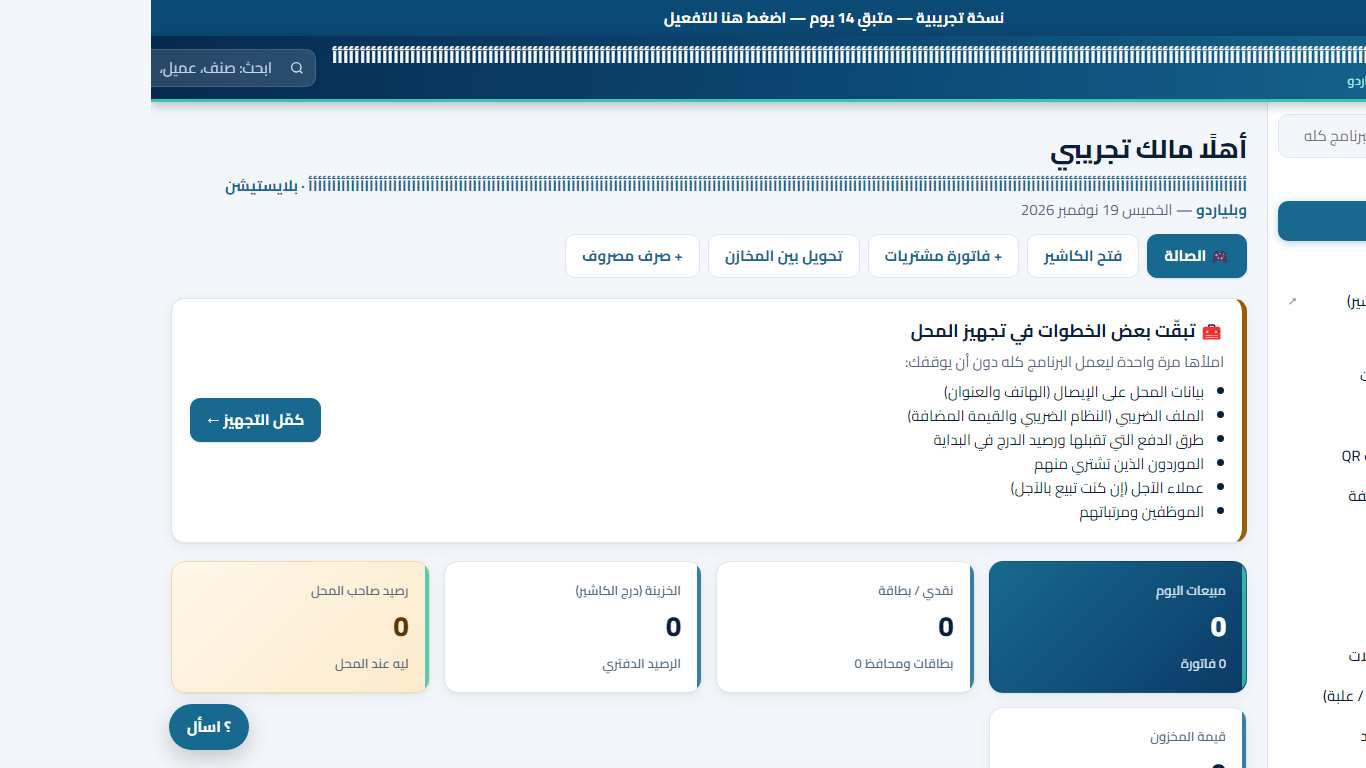 نسخة تجريبية — متبقٍ 14 يوم — اضغط هنا للتفعيل
ابحث: صنف، عميل،
أهلًا مالك تجريبي
· بلايستيشن
وبلياردو — الخميس 19 نوفمبر 2026
🎮 الصالة
فتح الكاشير
+ فاتورة مشتريات
تحويل بين المخازن
+ صرف مصروف
🧰 تبقّت بعض الخطوات في تجهيز المحل
املأها مرة واحدة ليعمل البرنامج كله دون أن يوقفك:
بيانات المحل على الإيصال (الهاتف والعنوان)
الملف الضريبي (النظام الضريبي والقيمة المضافة)
طرق الدفع التي تقبلها ورصيد الدرج في البداية
الموردون الذين تشتري منهم
عملاء الآجل (إن كنت تبيع بالآجل)
الموظفين ومرتباتهم
كمّل التجهيز ←
مبيعات اليوم
0
0 فاتورة
نقدي / بطاقة
0
بطاقات ومحافظ 0
الخزينة (درج الكاشير)
0
الرصيد الدفتري
رصيد صاحب المحل
0
ليه عند المحل
قيمة المخزون
؟ اسأل
برنامج كله
QR
/ علبة)